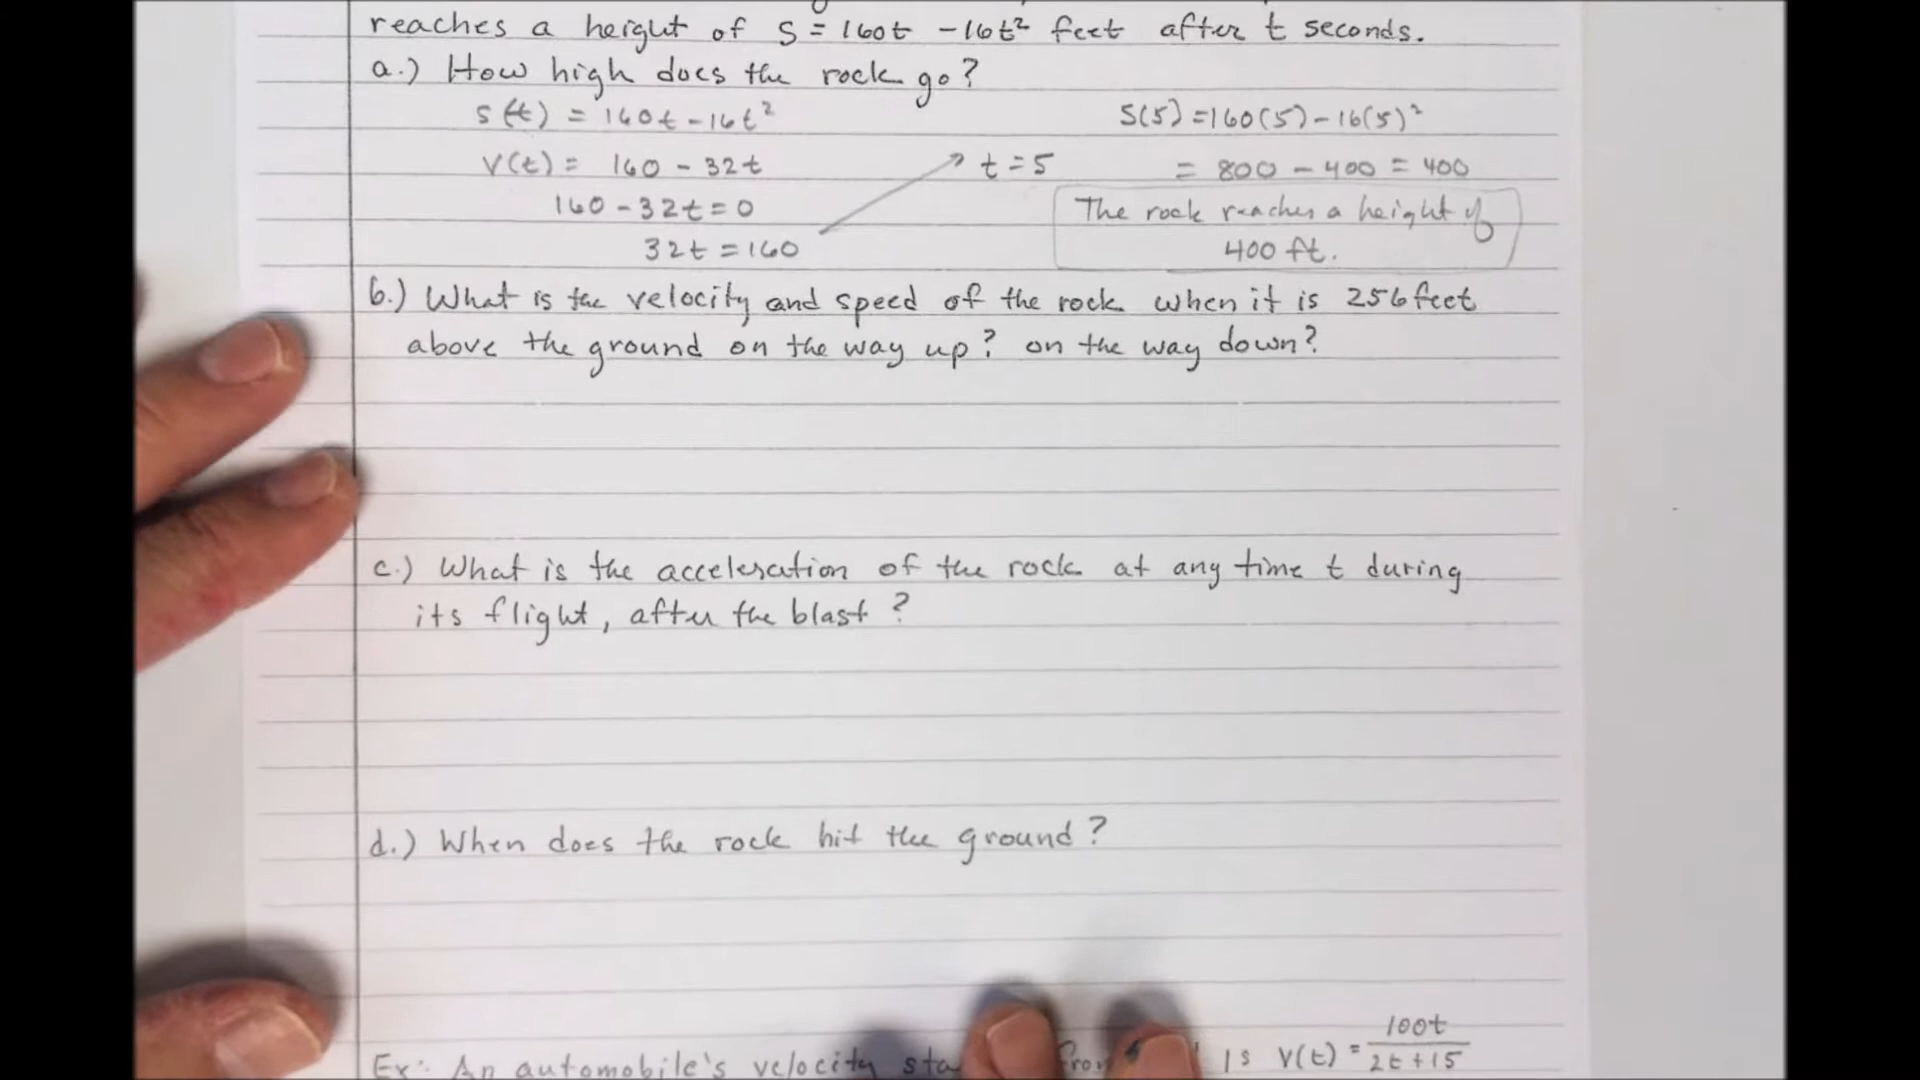 reaches a height of s = 160t - 16t² feet after t seconds.
a.) How high does the rock go?
s(t) = 160t - 16t²
s(5) = 160(5) - 16(5)²
v(t) = 160 - 32t
t = 5
= 800 - 400 = 400
160 - 32t = 0
The rock reaches a height of
32t = 160
400 ft.
b.) What is the velocity and speed of the rock when it is 256 feet
above the ground on the way up? on the way down?
c.) What is the acceleration of the rock at any time t during
its flight, after the blast?
d.) When does the rock hit the ground?
Ex: An automobile's velocity sta from is v(t) = 100t / 2t + 15